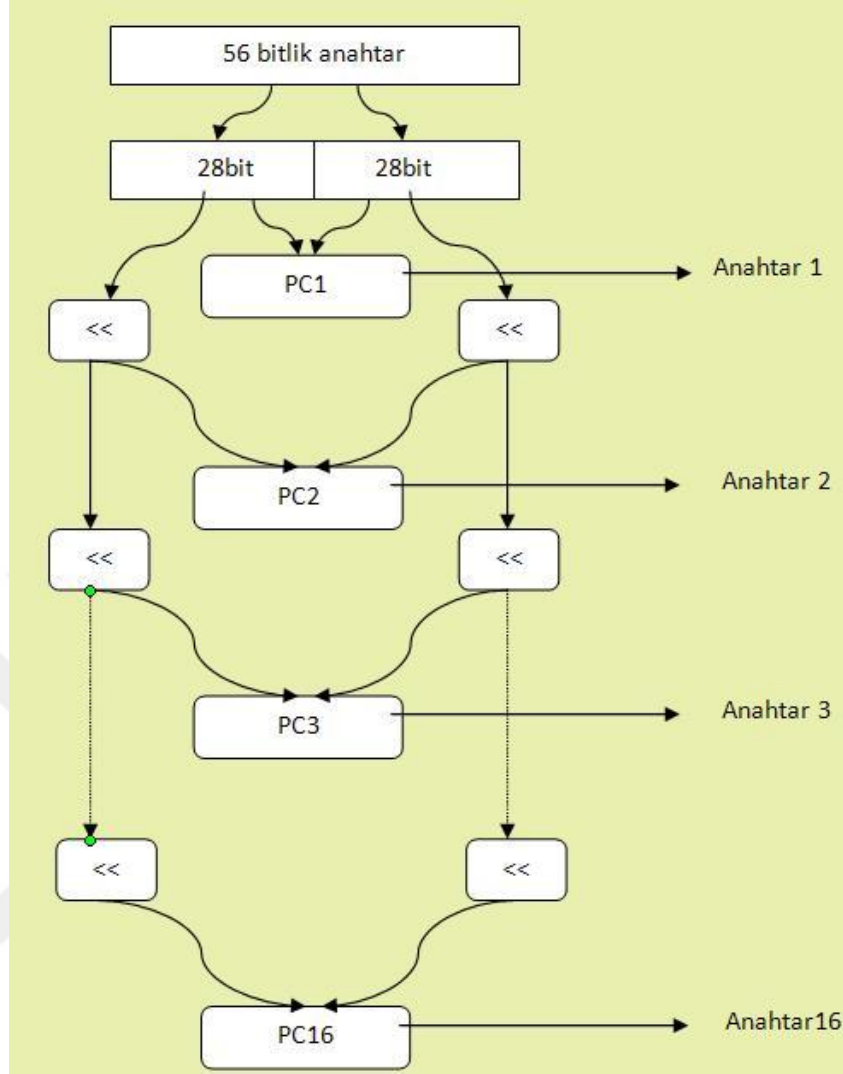 56 bitlik anahtar
28bit 28bit
PC1 Anahtar 1
<< <<
PC2 Anahtar 2
<< <<
PC3 Anahtar 3
<< <<
PC16 Anahtar16